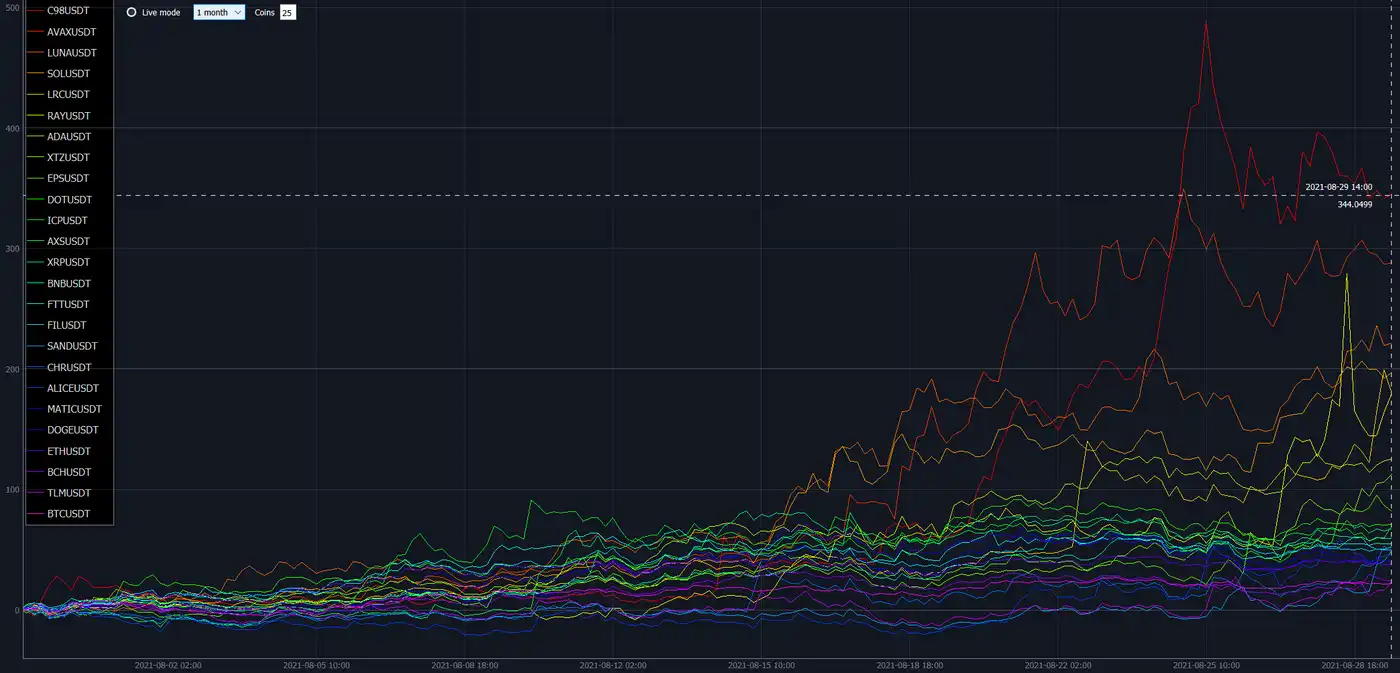 C98USDT
AVAXUSDT
LUNAUSDT
SOLUSDT
LRCUSDT
RAYUSDT
ADAUSDT
XTZUSDT
EPSUSDT
DOTUSDT
ICPUSDT
AXSUSDT
XRPUSDT
BNBUSDT
FTTUSDT
FILUSDT
SANDUSDT
CHRUSDT
ALICEUSDT
MATICUSDT
DOGEUSDT
ETHUSDT
BCHUSDT
TLMUSDT
BTCUSDT
Live mode 1 month Coins 25
500
400
300
200
100
0
2021-08-29 14:00
344.0499
2021-08-02 02:00 2021-08-05 10:00 2021-08-08 18:00 2021-08-12 02:00 2021-08-15 10:00 2021-08-18 18:00 2021-08-22 02:00 2021-08-25 10:00 2021-08-28 18:00